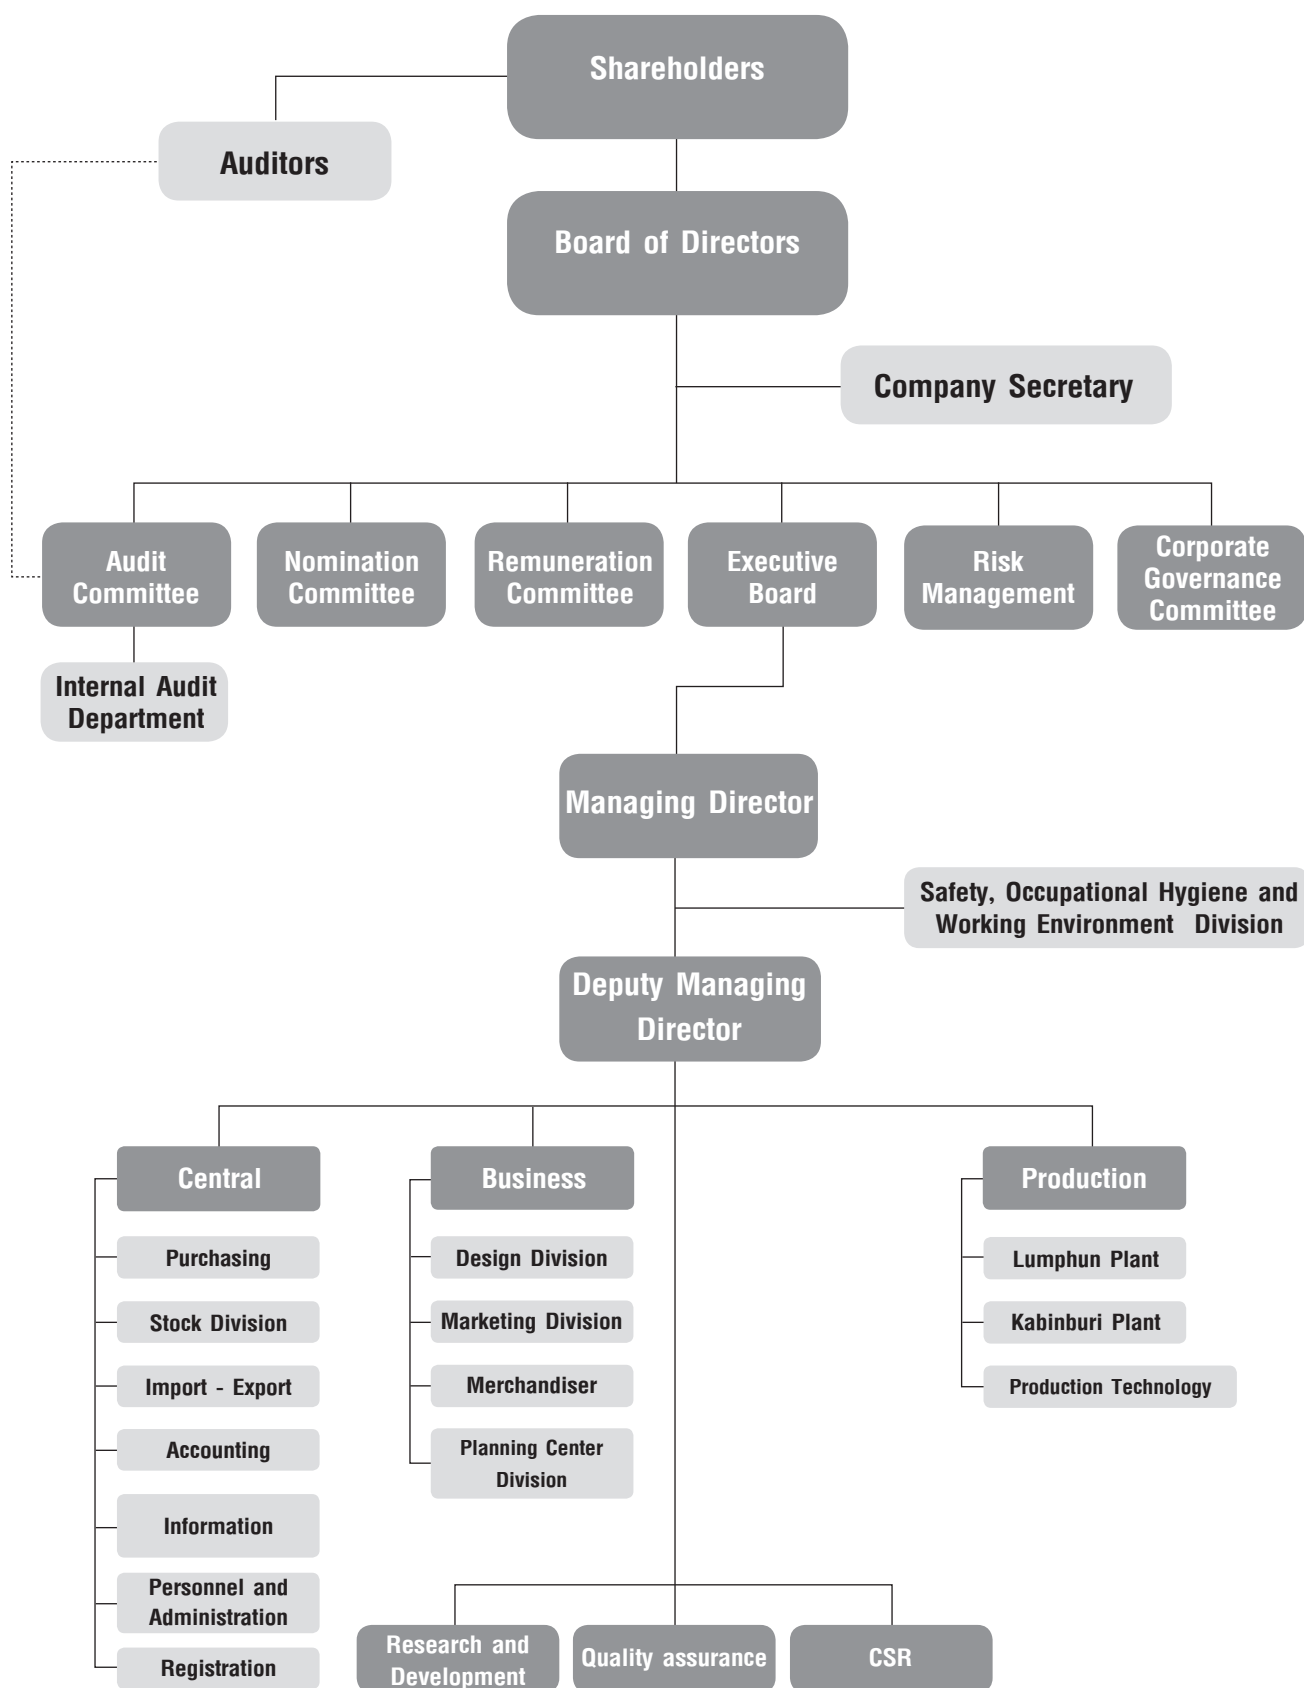 Shareholders
Auditors
Board of Directors
Company Secretary
Audit
Committee
Nomination
Committee
Remuneration
Committee
Executive
Board
Risk
Management
Corporate
Governance
Committee
Internal Audit
Department
Managing Director
Safety, Occupational Hygiene and
Working Environment Division
Deputy Managing
Director
Central
Purchasing
Stock Division
Import - Export
Accounting
Information
Personnel and
Administration
Registration
Business
Design Division
Marketing Division
Merchandiser
Planning Center
Division
Production
Lumphun Plant
Kabinburi Plant
Production Technology
Research and
Development
Quality assurance
CSR